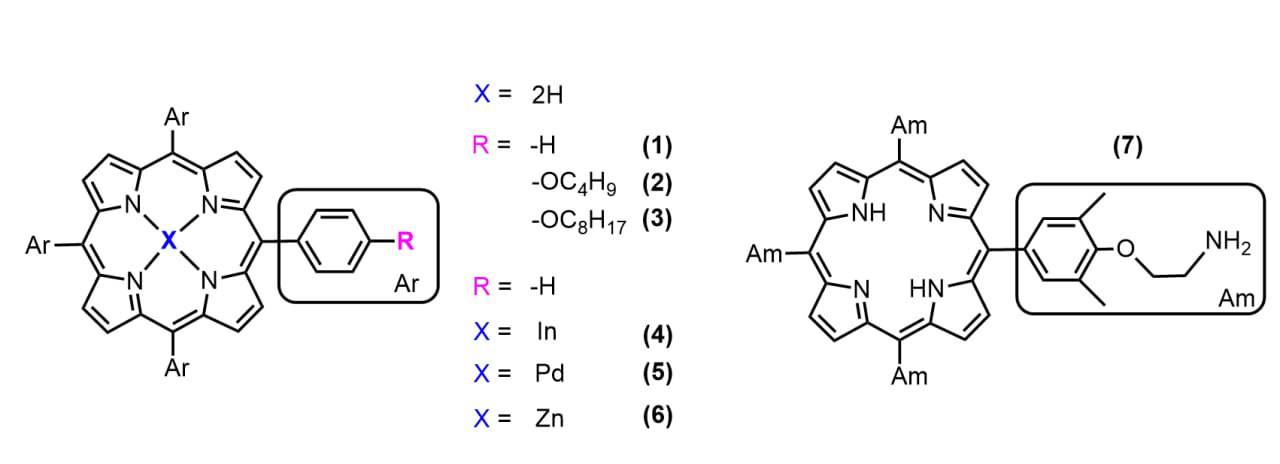 Ar
Ar
N
N
X
N
N
R
Ar
Ar
X = 2H
R = -H (1)
-OC₄H₉ (2)
-OC₈H₁₇ (3)
R = -H
X = In (4)
X = Pd (5)
X = Zn (6)
Am
(7)
NH
N
Am
N
HN
O
NH₂
Am
Am